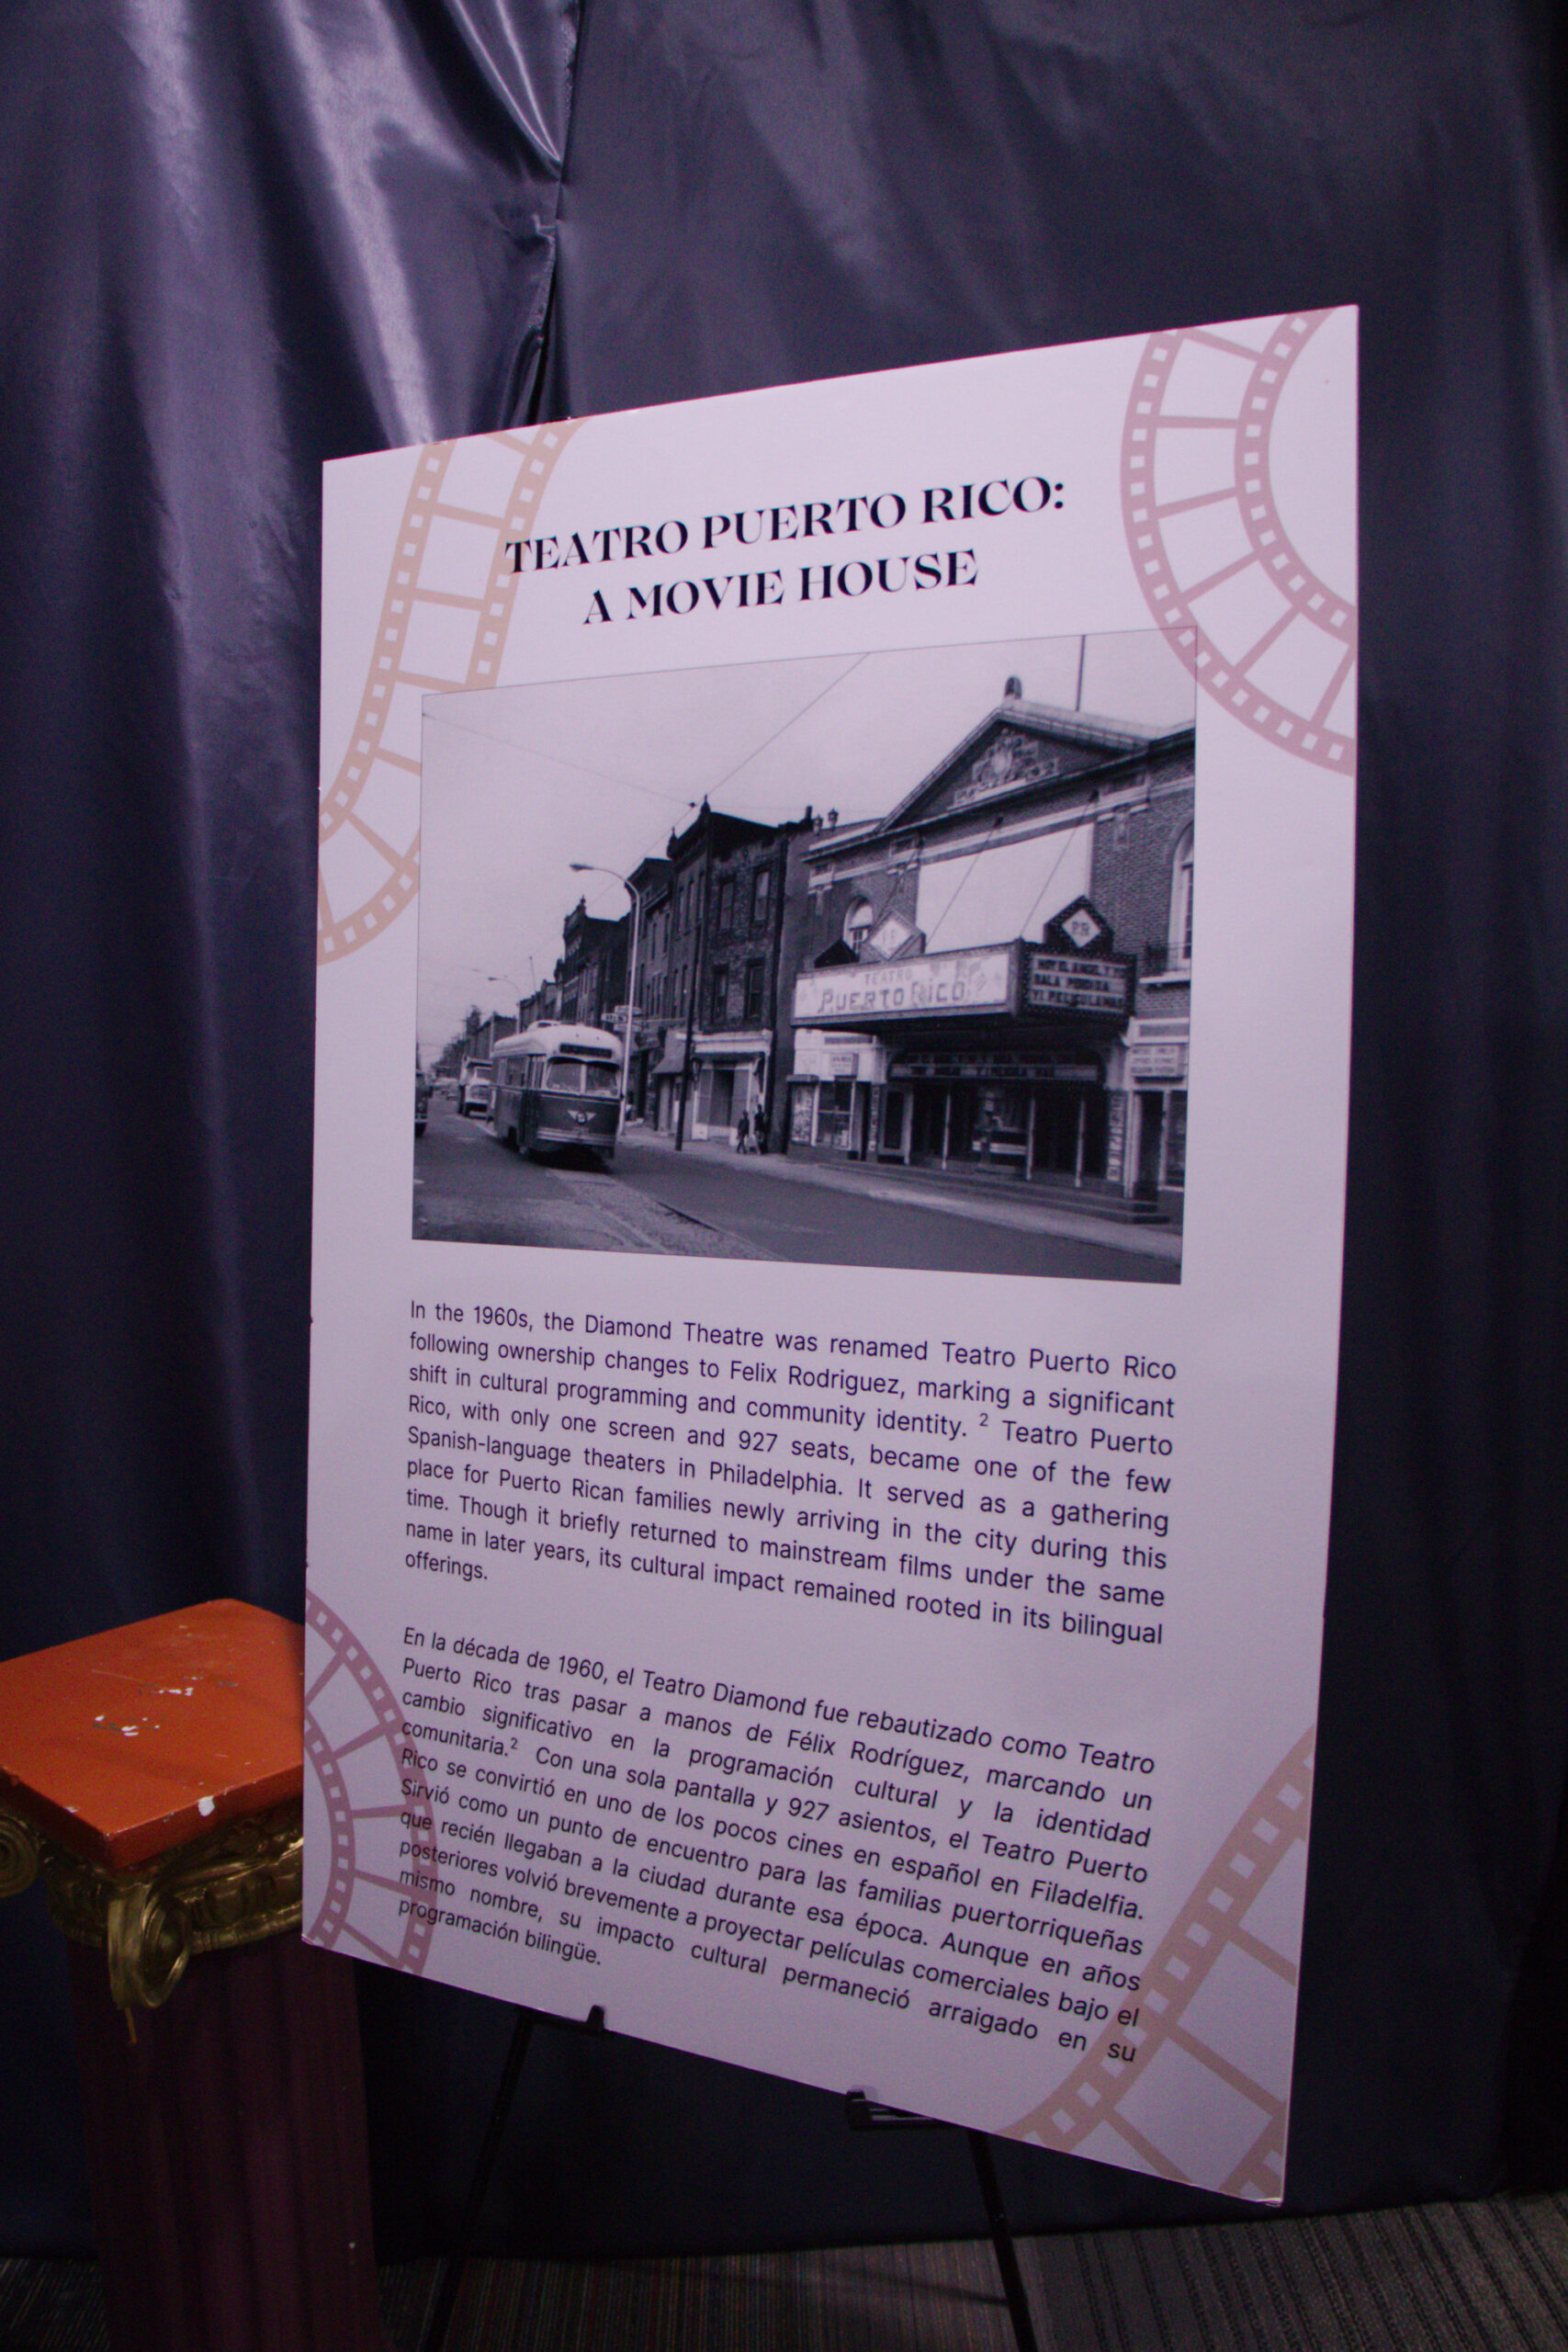 TEATRO PUERTO RICO:
A MOVIE HOUSE
TEATRO
PUERTO RICO
PR
In the 1960s, the Diamond Theatre was renamed Teatro Puerto Rico
following ownership changes to Felix Rodriguez, marking a significant
shift in cultural programming and community identity. ² Teatro Puerto
Rico, with only one screen and 927 seats, became one of the few
Spanish-language theaters in Philadelphia. It served as a gathering
place for Puerto Rican families newly arriving in the city during this
time. Though it briefly returned to mainstream films under the same
name in later years, its cultural impact remained rooted in its bilingual
offerings.
En la década de 1960, el Teatro Diamond fue rebautizado como Teatro
Puerto Rico tras pasar a manos de Félix Rodríguez, marcando un
cambio significativo en la programación cultural y la identidad
comunitaria.² Con una sola pantalla y 927 asientos, el Teatro Puerto
Rico se convirtió en uno de los pocos cines en español en Filadelfia.
Sirvió como un punto de encuentro para las familias puertorriqueñas
que recién llegaban a la ciudad durante esa época. Aunque en años
posteriores volvió brevemente a proyectar películas comerciales bajo el
mismo nombre, su impacto cultural permaneció arraigado en su
programación bilingüe.